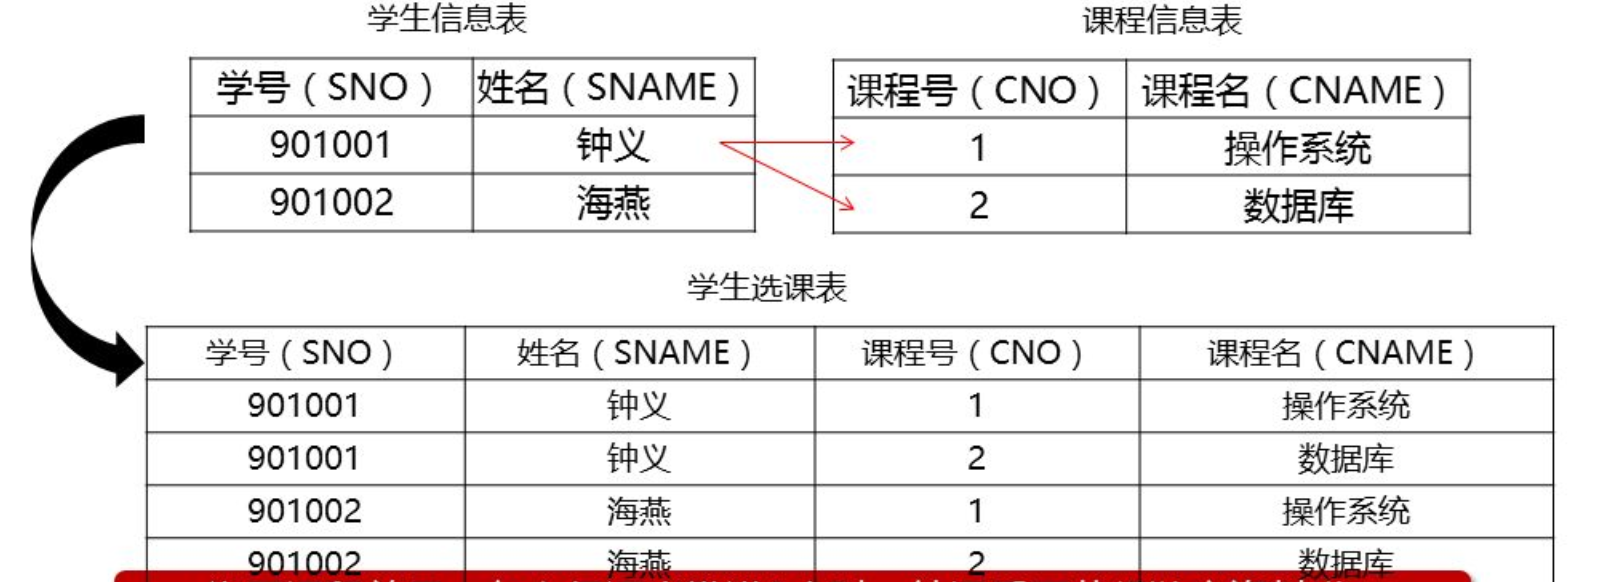 学生信息表 课程信息表
学号（SNO） 姓名（SNAME） 课程号（CNO） 课程名（CNAME）
901001 钟义 1 操作系统
901002 海燕 2 数据库
学生选课表
学号（SNO） 姓名（SNAME） 课程号（CNO） 课程名（CNAME）
901001 钟义 1 操作系统
901001 钟义 2 数据库
901002 海燕 1 操作系统
901002 海燕 2 数据库